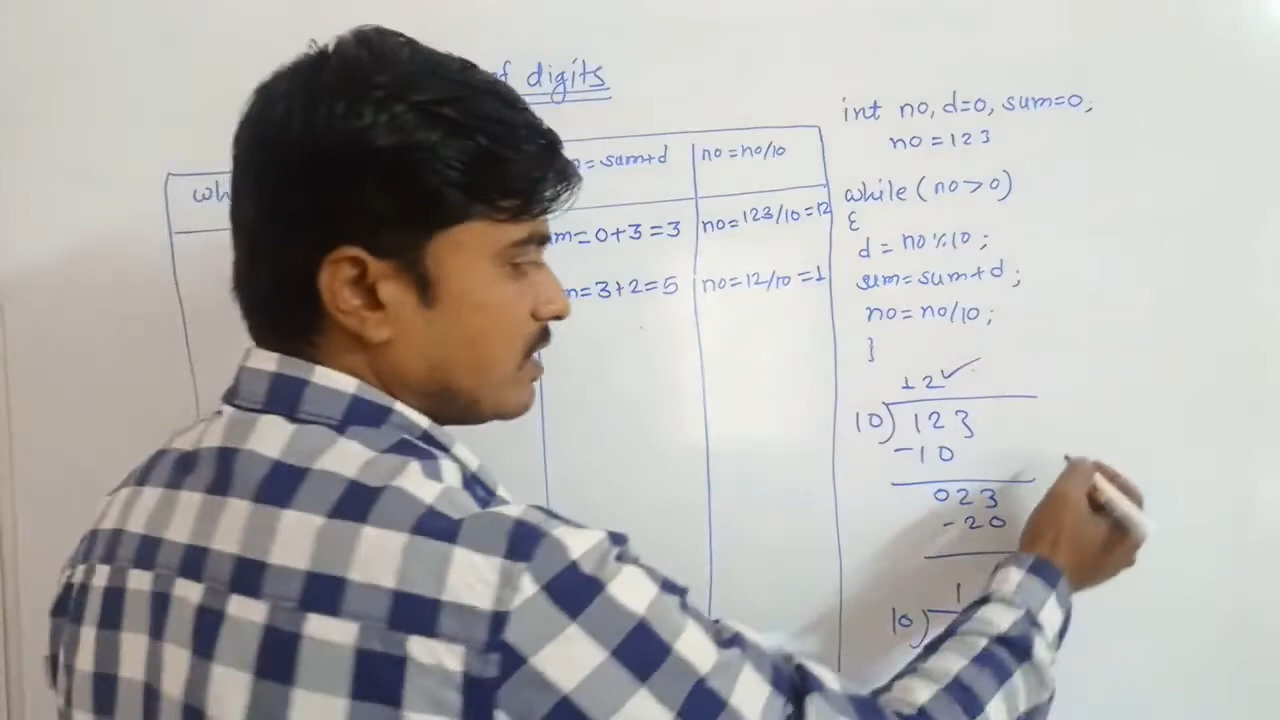 of digits
int no, d=0, sum=0;
no=123
= sum+d
no=no/10
while (no>0)
{
=0+3=3
no=123/10=12
d=no%10;
=3+2=5
no=12/10=1
sum=sum+d;
no=no/10;
}
12✓
10) 123
-10
023
-20
1
10)